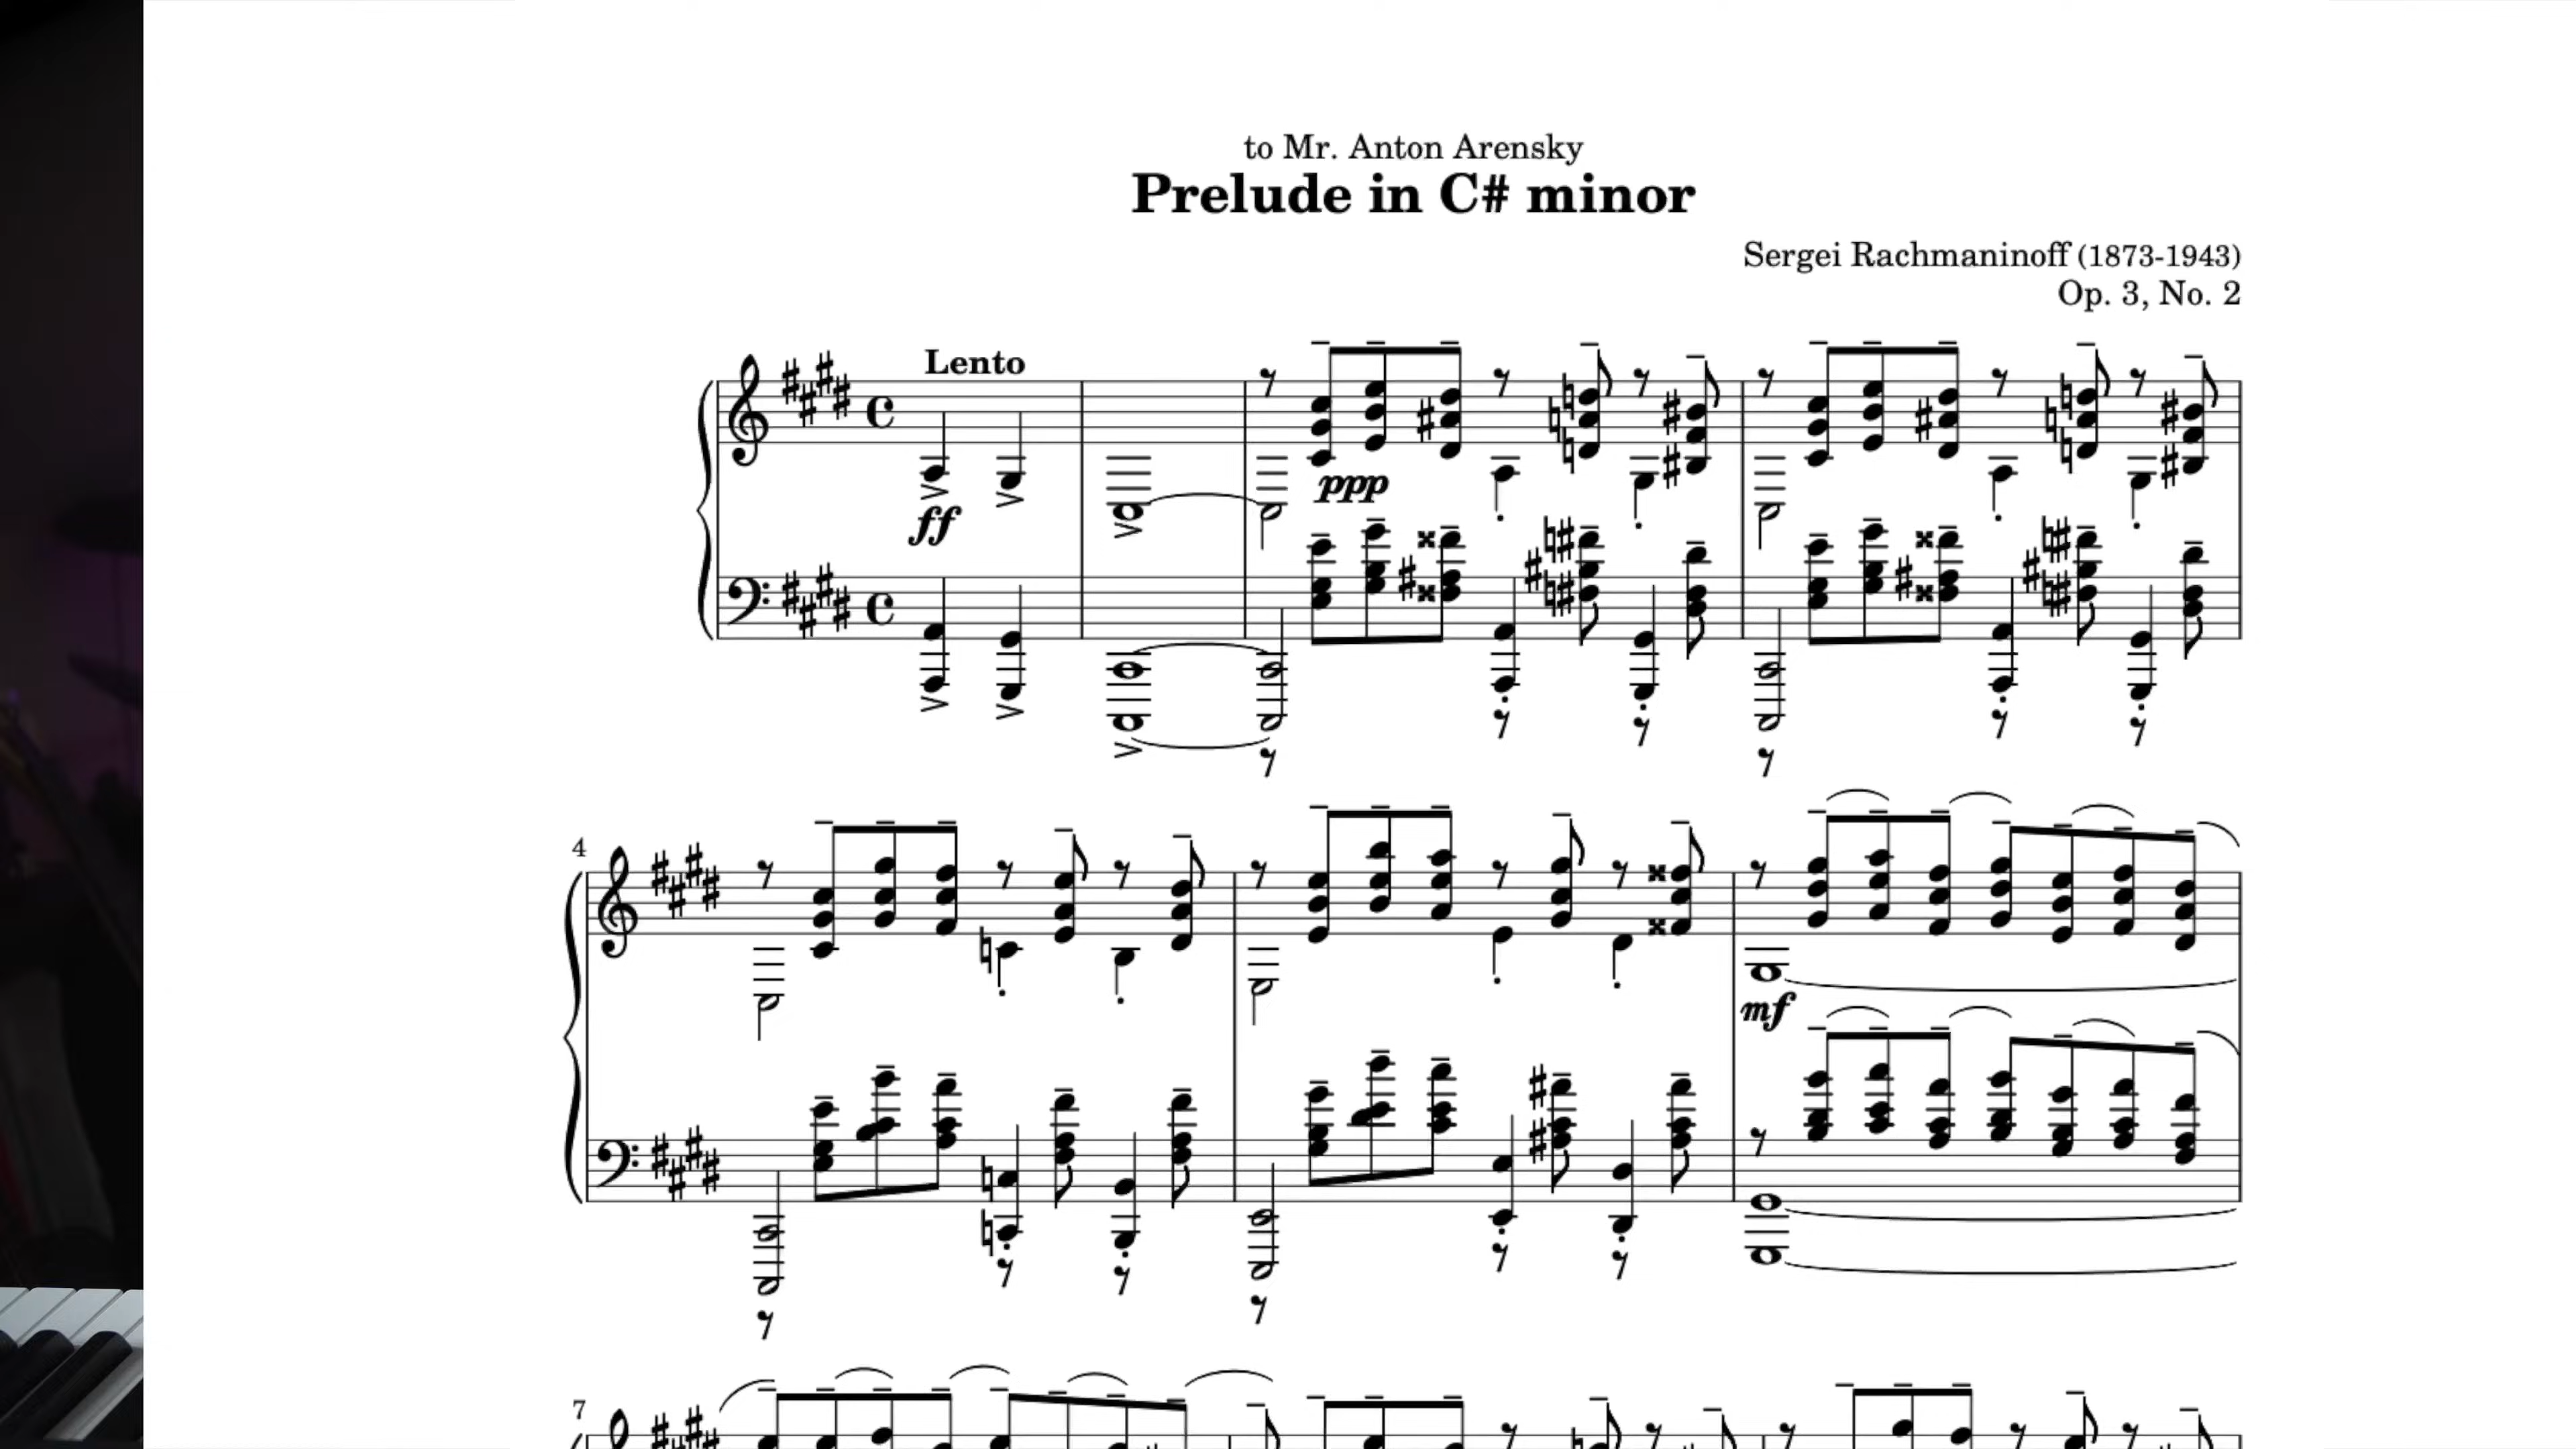 to Mr. Anton Arensky
Prelude in C# minor
Sergei Rachmaninoff (1873-1943)
Op. 3, No. 2
Lento
ff
ppp
4
mf
7